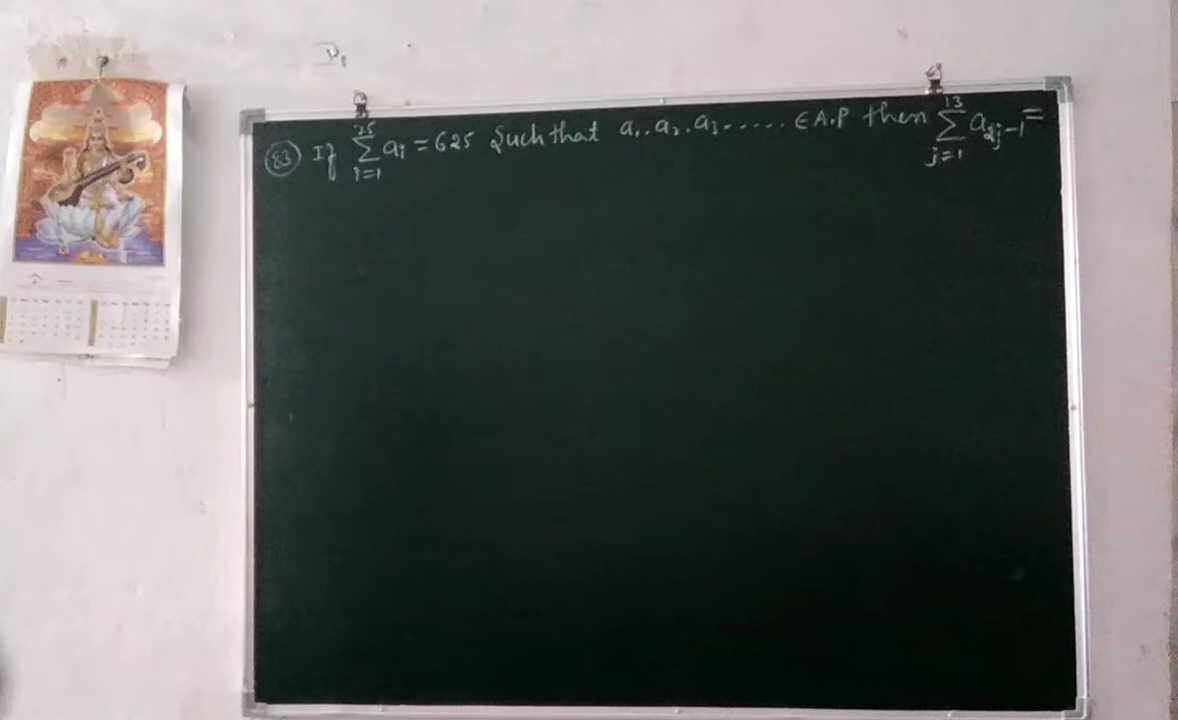 (83) If ∑_{i=1}^{25} a_i = 625 Such that a₁, a₂, a₃ ..... ∈ A.P then ∑_{j=1}^{13} a_{2j-1} =